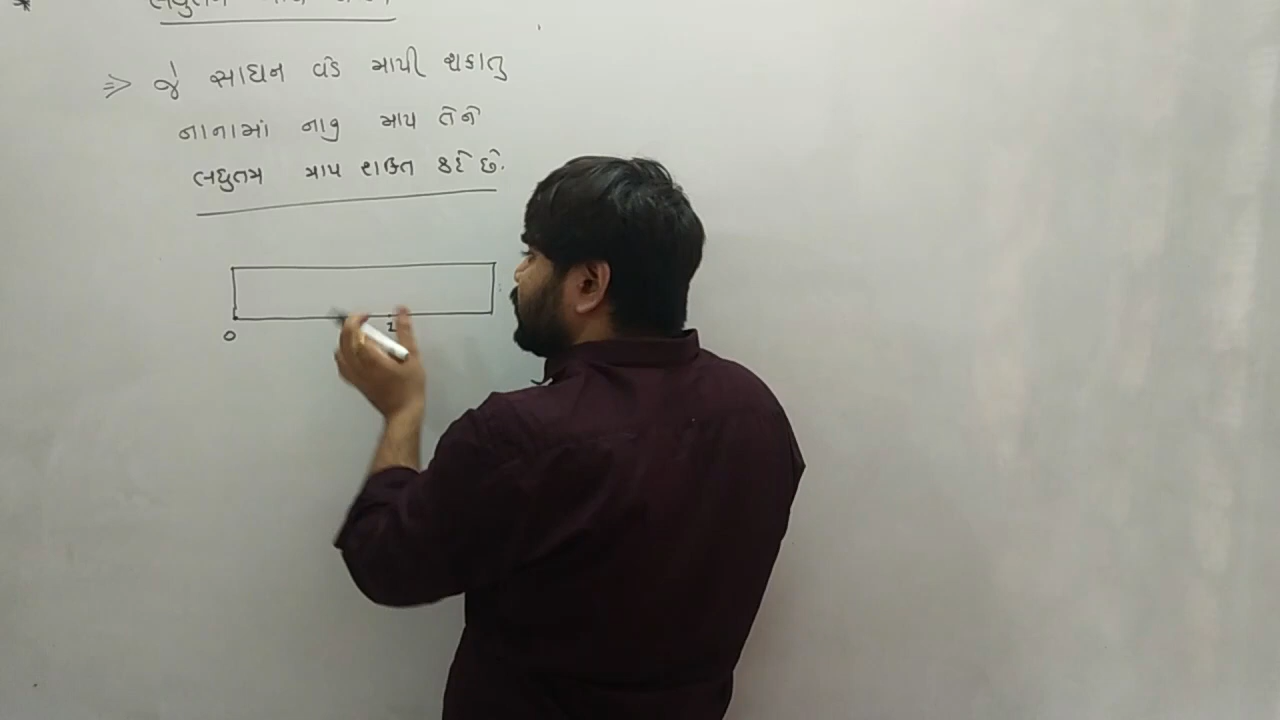 જે સાધન વડે માપી શકાતુ
નાનામાં નાનુ માપ તેને
લઘુતમ માપ શક્તિ કહે છે.
0